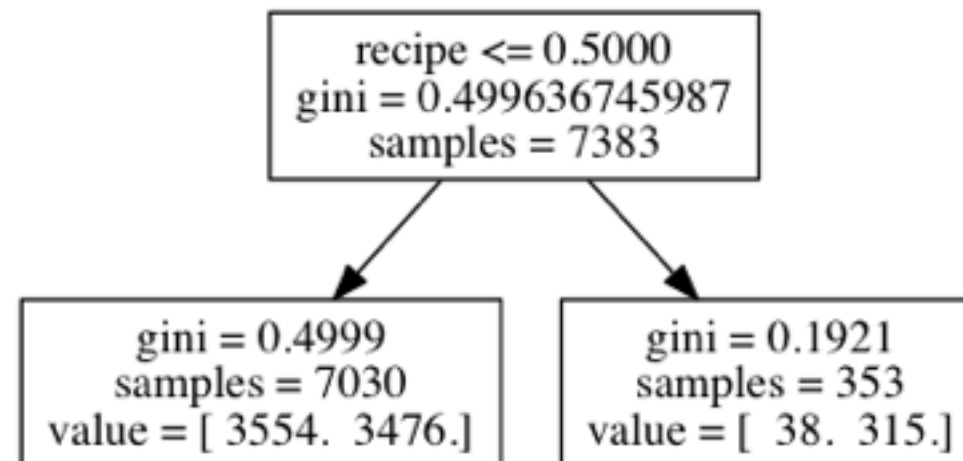 recipe <= 0.5000
gini = 0.499636745987
samples = 7383
gini = 0.4999
samples = 7030
value = [ 3554.  3476.]
gini = 0.1921
samples = 353
value = [  38.  315.]